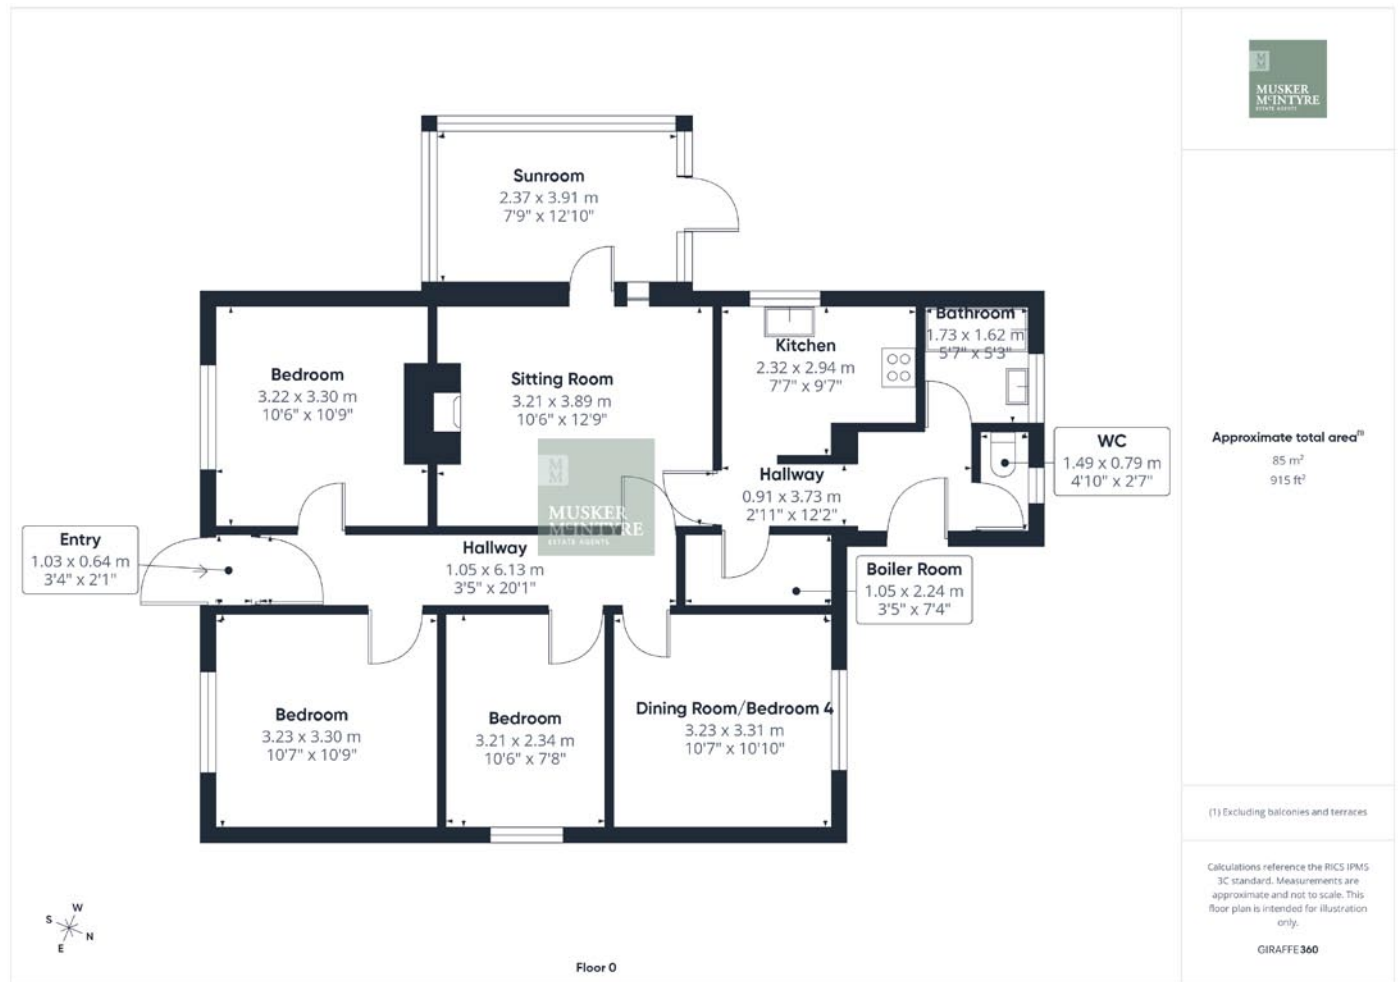 Sunroom
2.37 x 3.91 m
7'9" x 12'10"
Bedroom
3.22 x 3.30 m
10'6" x 10'9"
Sitting Room
3.21 x 3.89 m
10'6" x 12'9"
Kitchen
2.32 x 2.94 m
7'7" x 9'7"
Bathroom
1.73 x 1.62 m
5'7" x 5'3"
WC
1.49 x 0.79 m
4'10" x 2'7"
Hallway
0.91 x 3.73 m
2'11" x 12'2"
MM
MUSKER
McINTYRE
ESTATE AGENTS
Entry
1.03 x 0.64 m
3'4" x 2'1"
Hallway
1.05 x 6.13 m
3'5" x 20'1"
Boiler Room
1.05 x 2.24 m
3'5" x 7'4"
Bedroom
3.23 x 3.30 m
10'7" x 10'9"
Bedroom
3.21 x 2.34 m
10'6" x 7'8"
Dining Room/Bedroom 4
3.23 x 3.31 m
10'7" x 10'10"
W
S
N
E
Floor 0
MM
MUSKER
McINTYRE
ESTATE AGENTS
Approximate total area⁽¹⁾
85 m²
915 ft²
(1) Excluding balconies and terraces
Calculations reference the RICS IPMS
3C standard. Measurements are
approximate and not to scale. This
floor plan is intended for illustration
only.
GIRAFFE360